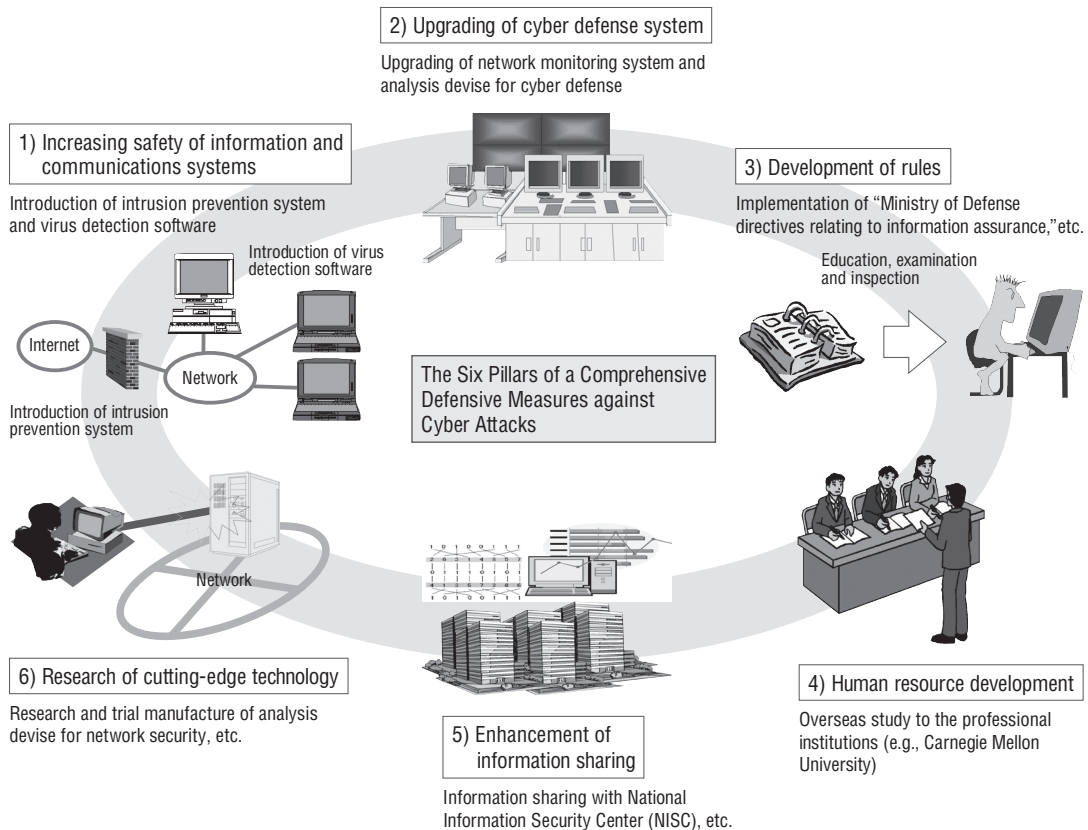 2) Upgrading of cyber defense system
Upgrading of network monitoring system and
analysis devise for cyber defense
1) Increasing safety of information and
communications systems
Introduction of intrusion prevention system
and virus detection software
Introduction of virus
detection software
Internet
Network
Introduction of intrusion
prevention system
3) Development of rules
Implementation of “Ministry of Defense
directives relating to information assurance,”etc.
Education, examination
and inspection
The Six Pillars of a Comprehensive
Defensive Measures against
Cyber Attacks
Network
6) Research of cutting-edge technology
Research and trial manufacture of analysis
devise for network security, etc.
5) Enhancement of
information sharing
Information sharing with National
Information Security Center (NISC), etc.
4) Human resource development
Overseas study to the professional
institutions (e.g., Carnegie Mellon
University)